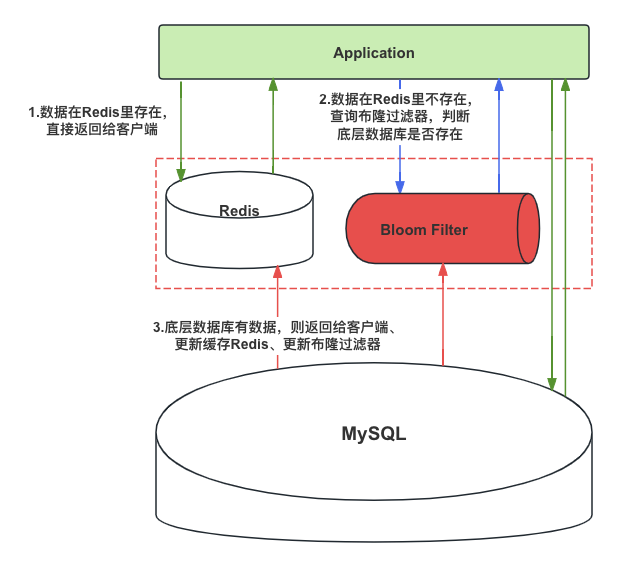 Application
1.数据在Redis里存在，
直接返回给客户端
2.数据在Redis里不存在，
查询布隆过滤器，判断
底层数据库是否存在
Redis
Bloom Filter
3.底层数据库有数据，则返回给客户端、
更新缓存Redis、更新布隆过滤器
MySQL